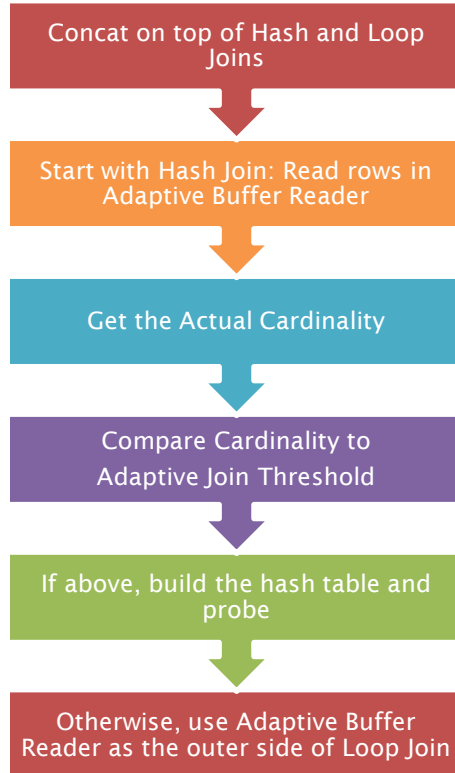 Concat on top of Hash and Loop
Joins
Start with Hash Join: Read rows in
Adaptive Buffer Reader
Get the Actual Cardinality
Compare Cardinality to
Adaptive Join Threshold
If above, build the hash table and
probe
Otherwise, use Adaptive Buffer
Reader as the outer side of Loop Join